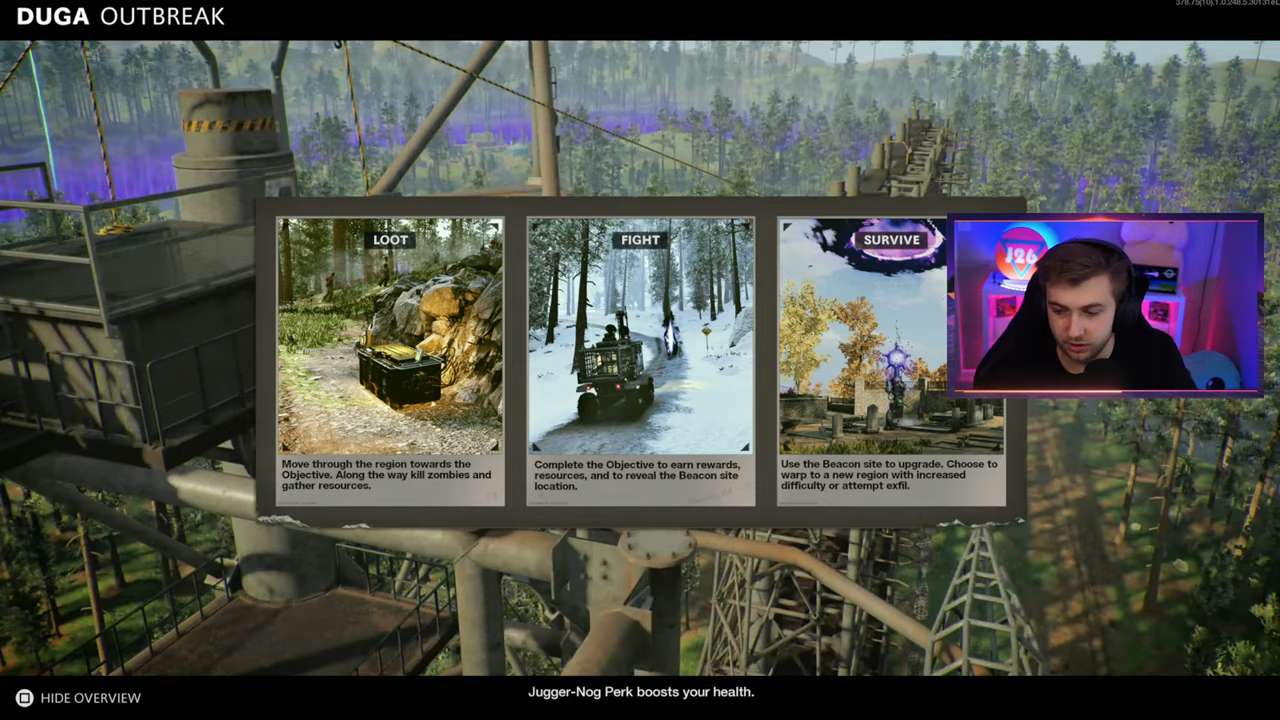 DUGA OUTBREAK
LOOT
FIGHT
SURVIVE
J26
Move through the region towards the
Objective. Along the way kill zombies and
gather resources.
Complete the Objective to earn rewards,
resources, and to reveal the Beacon site
location.
Use the Beacon site to upgrade. Choose to
warp to a new region with increased
difficulty or attempt exfil.
HIDE OVERVIEW
Jugger-Nog Perk boosts your health.